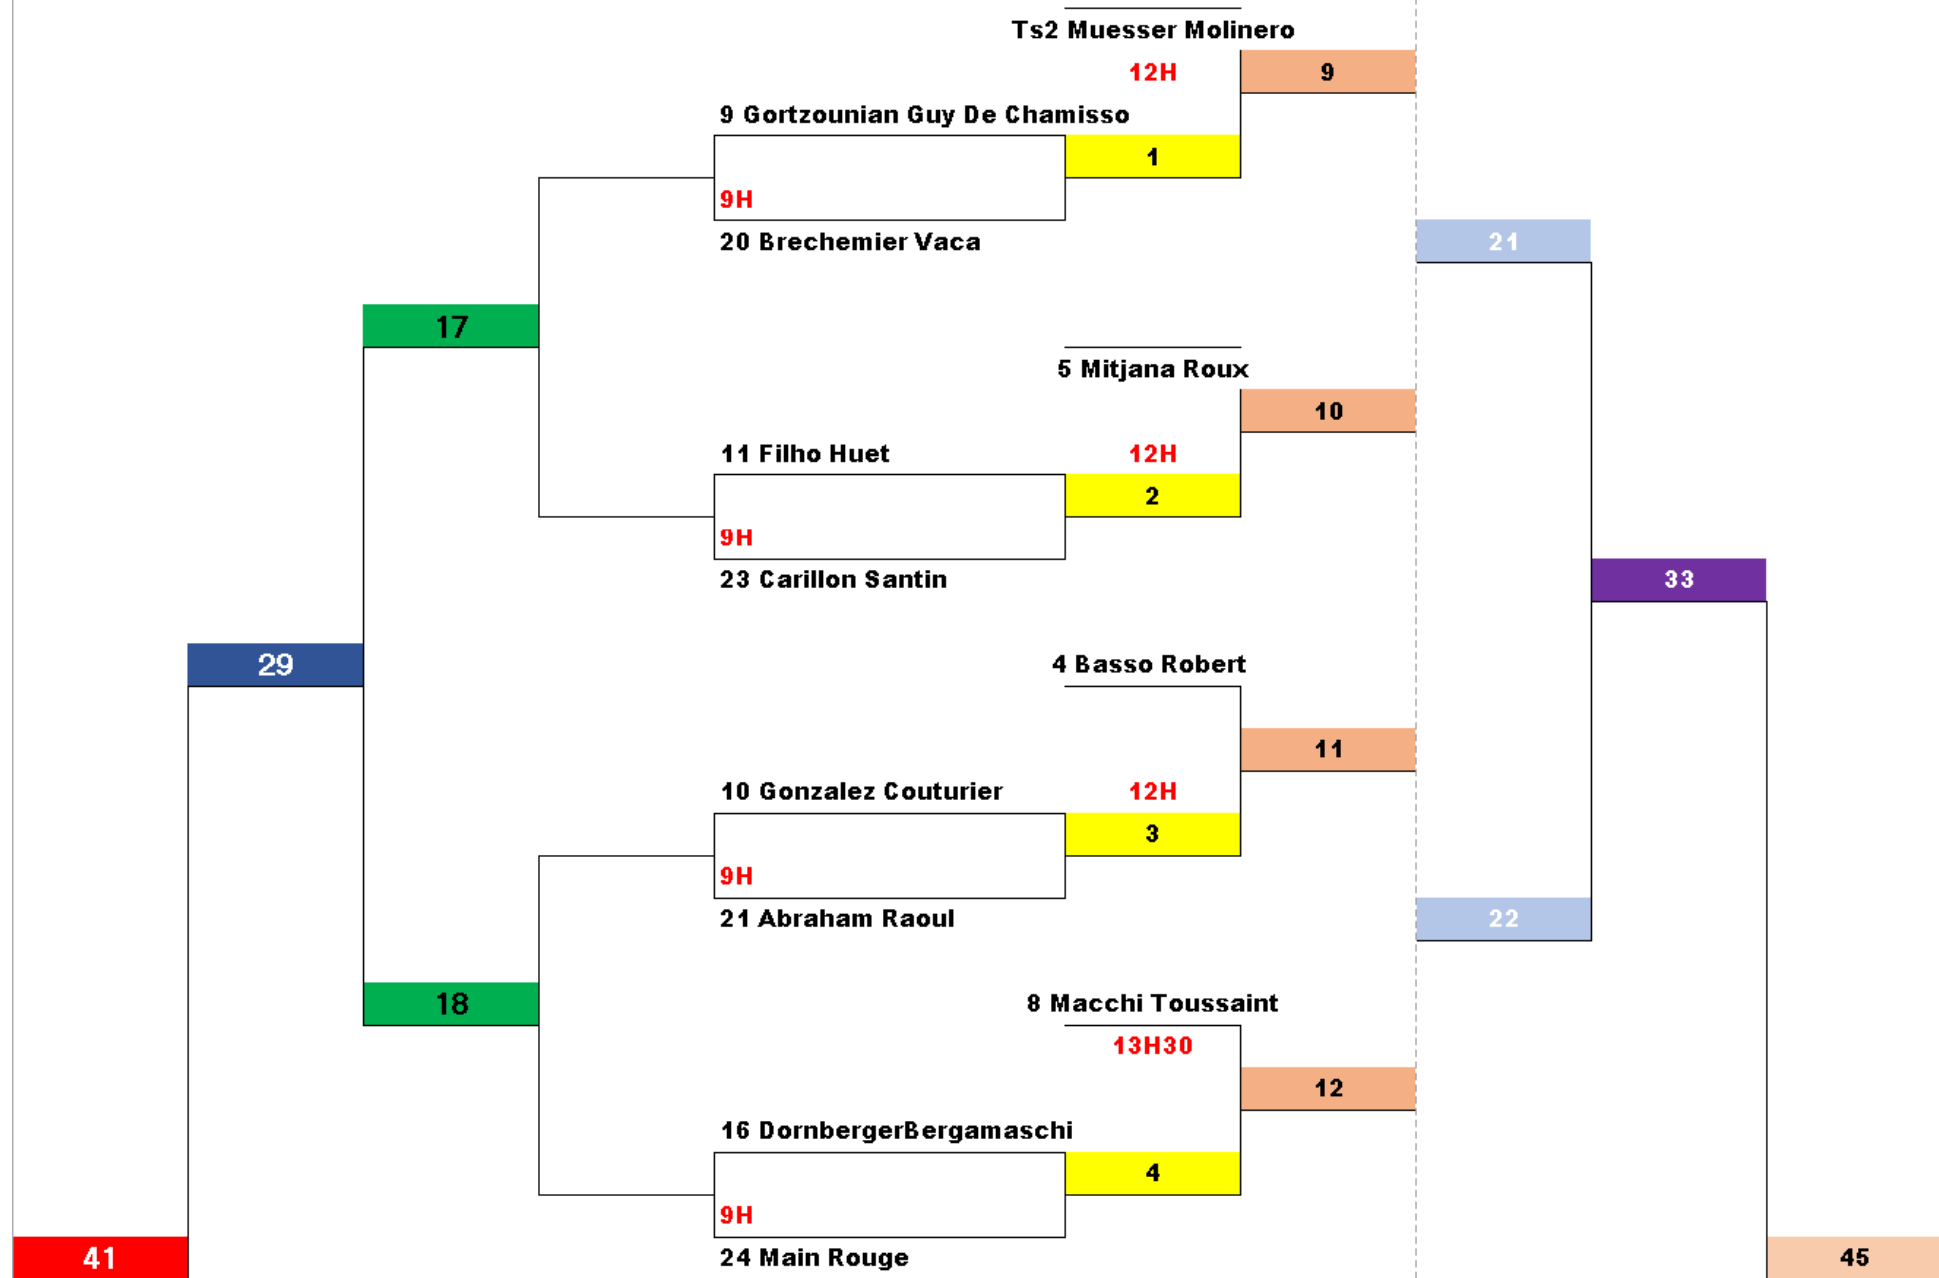 Ts2 Muesser Molinero
12H
9
9 Gortzounian Guy De Chamisso
1
9H
20 Brechemier Vaca
21
17
5 Mitjana Roux
10
11 Filho Huet
12H
2
9H
23 Carillon Santin
33
29
4 Basso Robert
11
10 Gonzalez Couturier
12H
3
9H
21 Abraham Raoul
22
18
8 Macchi Toussaint
13H30
12
16 DornbergerBergamaschi
4
9H
24 Main Rouge
41
45